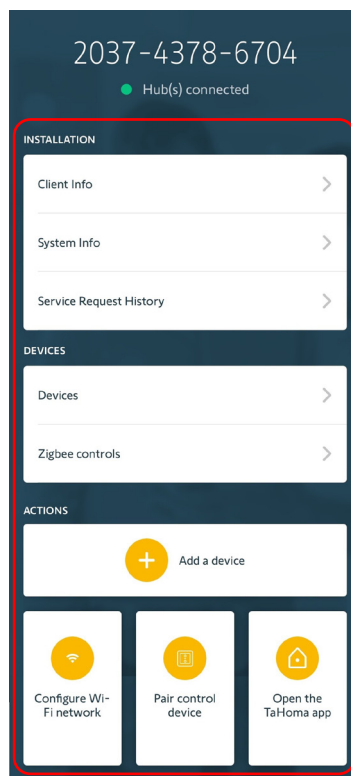 2037-4378-6704
Hub(s) connected
INSTALLATION
Client Info
System Info
Service Request History
DEVICES
Devices
Zigbee controls
ACTIONS
Add a device
Configure Wi-
Fi network
Pair control
device
Open the
TaHoma app